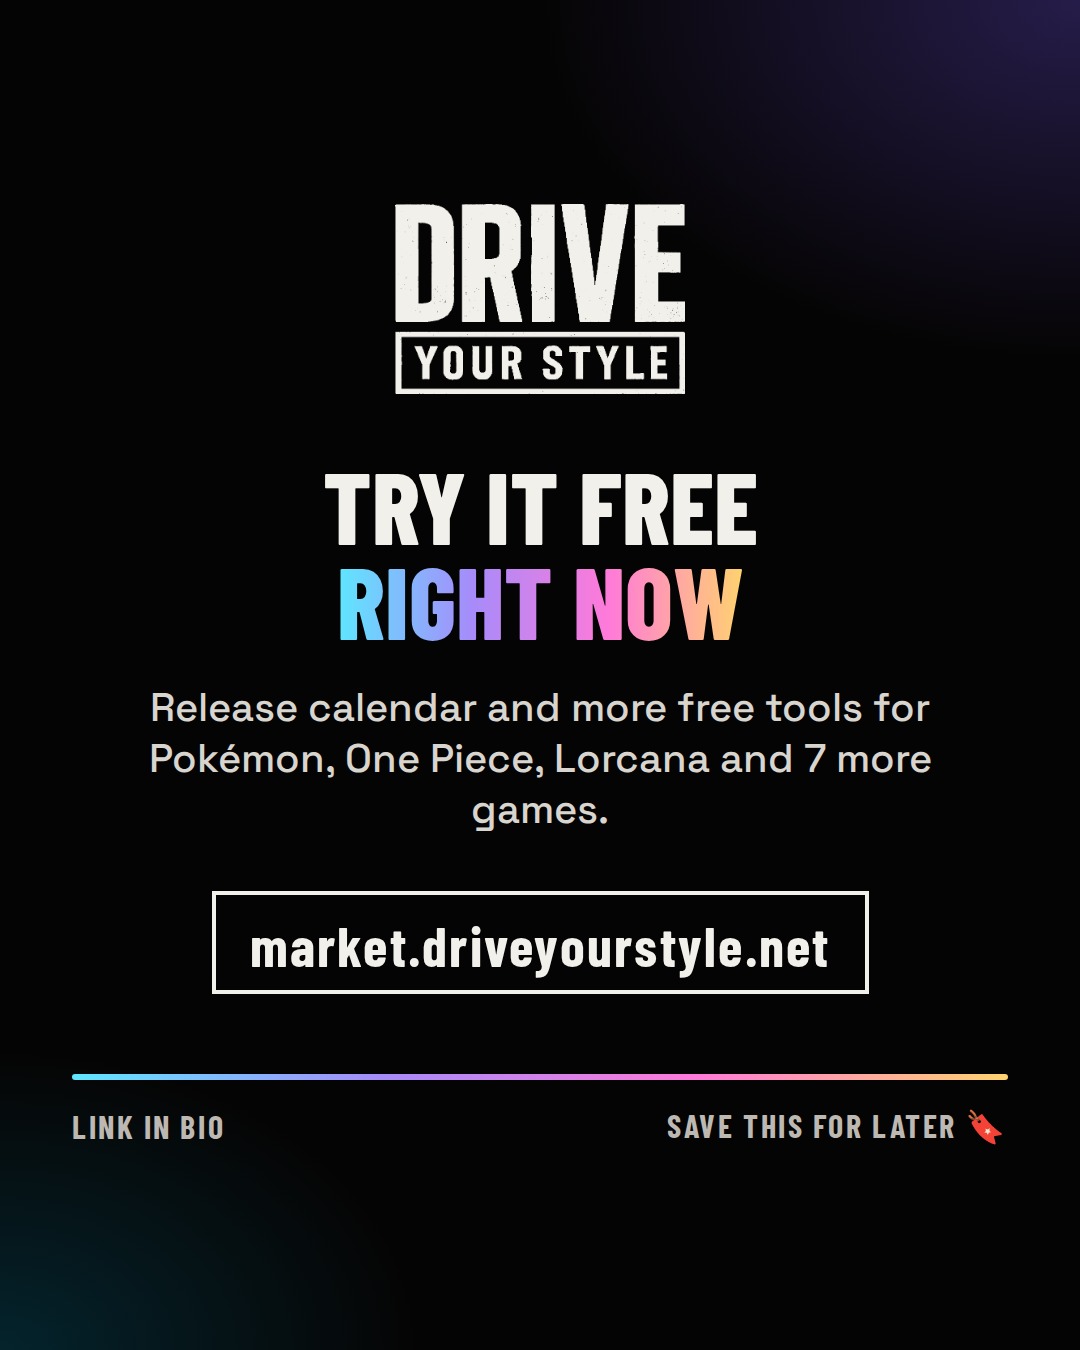 DRIVE
YOUR STYLE
TRY IT FREE
RIGHT NOW
Release calendar and more free tools for
Pokémon, One Piece, Lorcana and 7 more
games.
market.driveyourstyle.net
LINK IN BIO
SAVE THIS FOR LATER 🔖